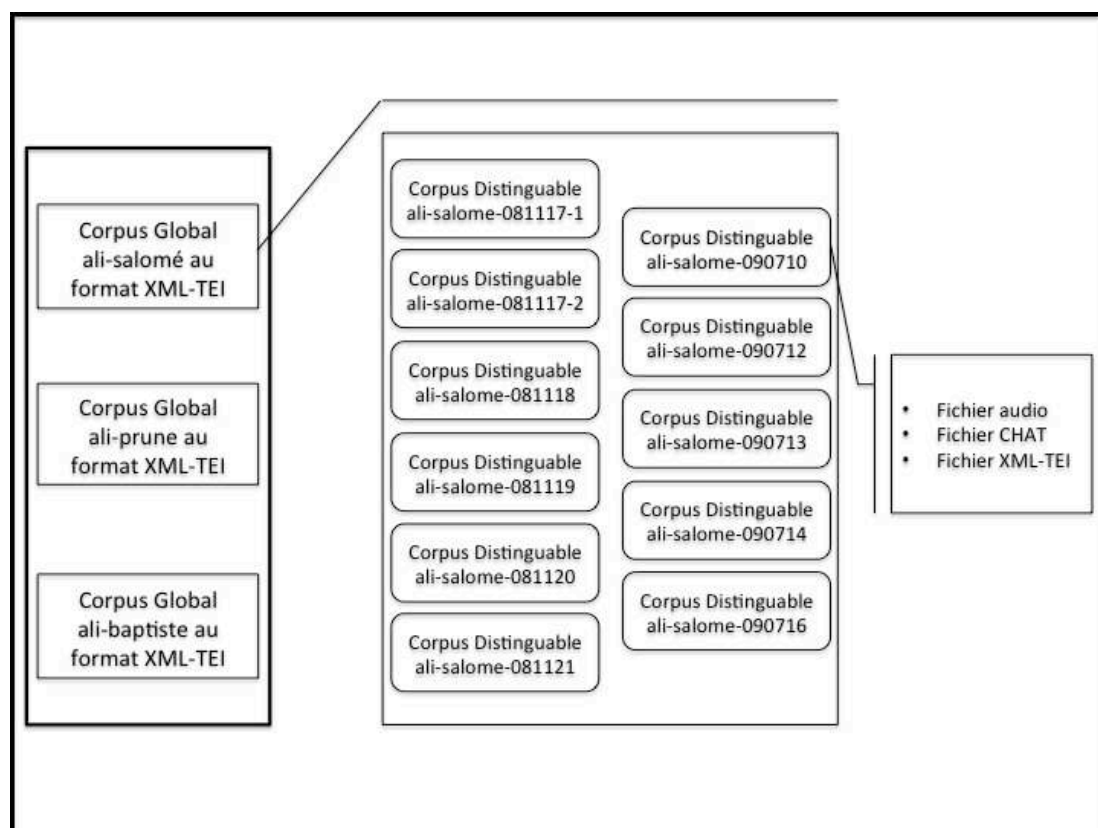 Corpus Global
ali-salomé au
format XML-TEI
Corpus Global
ali-prune au
format XML-TEI
Corpus Global
ali-baptiste au
format XML-TEI
Corpus Distinguable
ali-salome-081117-1
Corpus Distinguable
ali-salome-081117-2
Corpus Distinguable
ali-salome-081118
Corpus Distinguable
ali-salome-081119
Corpus Distinguable
ali-salome-081120
Corpus Distinguable
ali-salome-081121
Corpus Distinguable
ali-salome-090710
Corpus Distinguable
ali-salome-090712
Corpus Distinguable
ali-salome-090713
Corpus Distinguable
ali-salome-090714
Corpus Distinguable
ali-salome-090716
• Fichier audio
• Fichier CHAT
• Fichier XML-TEI